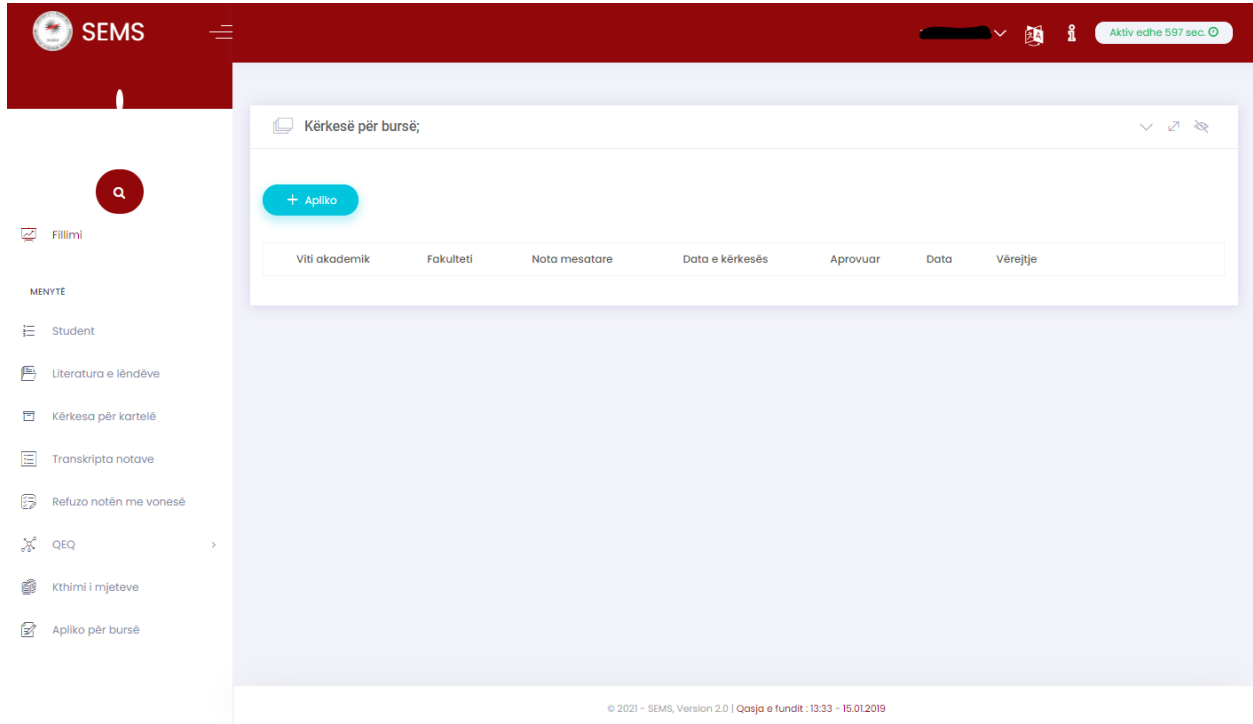 SEMS
Aktiv edhe 597 sec.
Kërkesë për bursë;
+ Apliko
Fillimi
Viti akademik Fakulteti Nota mesatare Data e kërkesës Aprovuar Data Vërejtje
MENYTË
Student
Literatura e lëndëve
Kërkesa për kartelë
Transkripta notave
Refuzo notën me vonesë
QEQ
Kthimi i mjeteve
Apliko për bursë
© 2021 - SEMS, Version 2.0 | Qasja e fundit : 13:33 - 15.01.2019